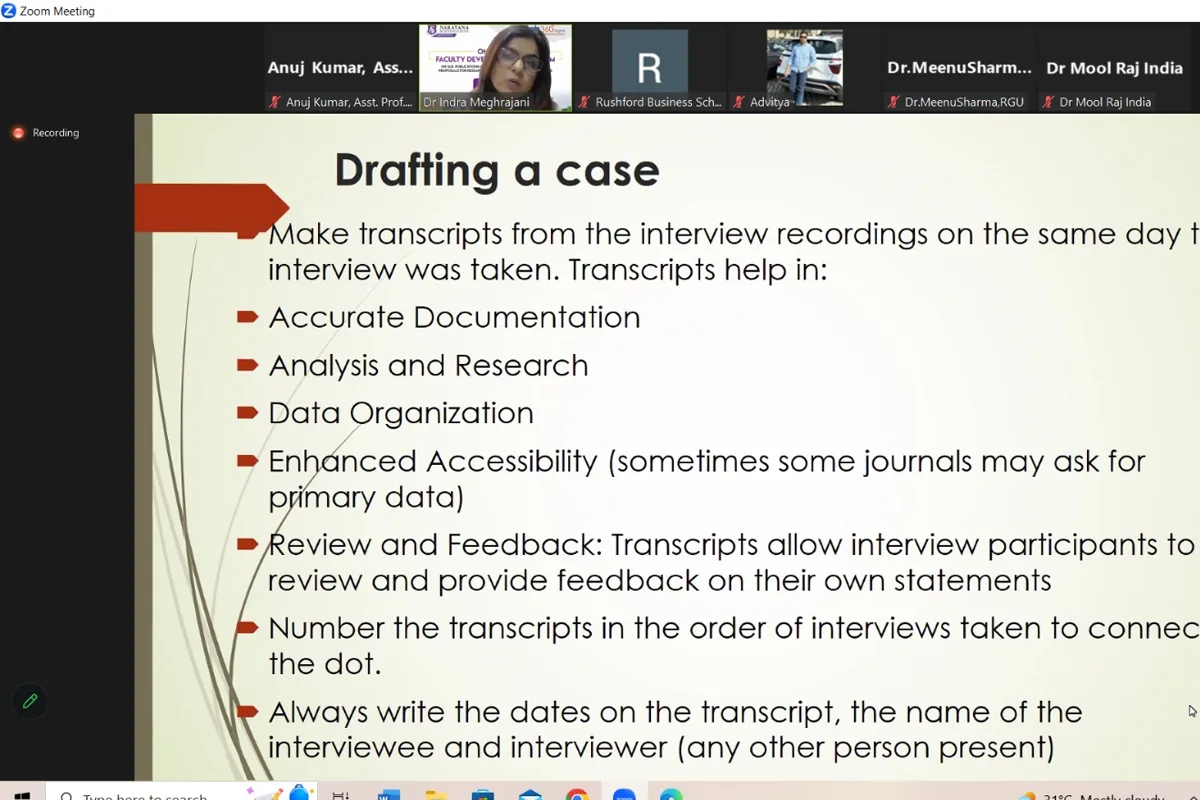 Zoom Meeting
Anuj Kumar, Ass...
Dr.MeenuSharm...
Dr Mool Raj India
NARAYANA
FACULTY DEVE
R
Anuj Kumar, Asst. Prof....
Dr Indra Meghrajani
Rushford Business Sch...
Advitya
Dr.MeenuSharma,RGU
Dr Mool Raj India
Recording
Drafting a case
Make transcripts from the interview recordings on the same day t
interview was taken. Transcripts help in:
Accurate Documentation
Analysis and Research
Data Organization
Enhanced Accessibility (sometimes some journals may ask for
primary data)
Review and Feedback: Transcripts allow interview participants to
review and provide feedback on their own statements
Number the transcripts in the order of interviews taken to connec
the dot.
Always write the dates on the transcript, the name of the
interviewee and interviewer (any other person present)
Type here to search
31°C Mostly cloudy